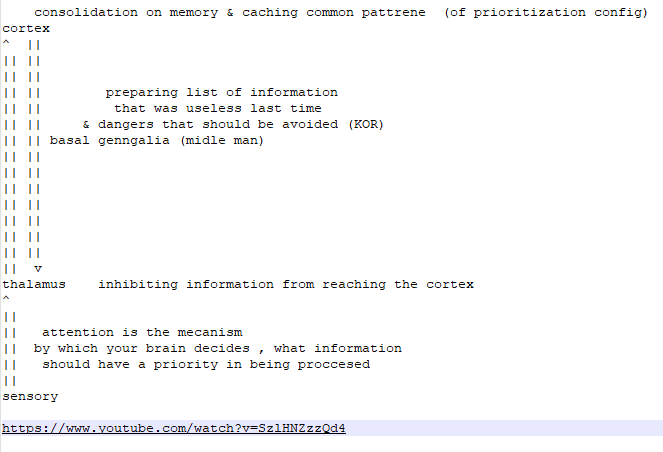 consolidation on memory & caching common pattrene (of prioritization config)
cortex
^ ||
|| ||
|| ||
|| || preparing list of information
|| || that was useless last time
|| || & dangers that should be avoided (KOR)
|| || basal genngalia (midle man)
|| ||
|| ||
|| ||
|| ||
|| ||
|| ||
|| ||
|| v
thalamus inhibiting information from reaching the cortex
^
||
|| attention is the mecanism
|| by which your brain decides , what information
|| should have a priority in being proccesed
||
sensory
https://www.youtube.com/watch?v=SzlHNZzzQd4